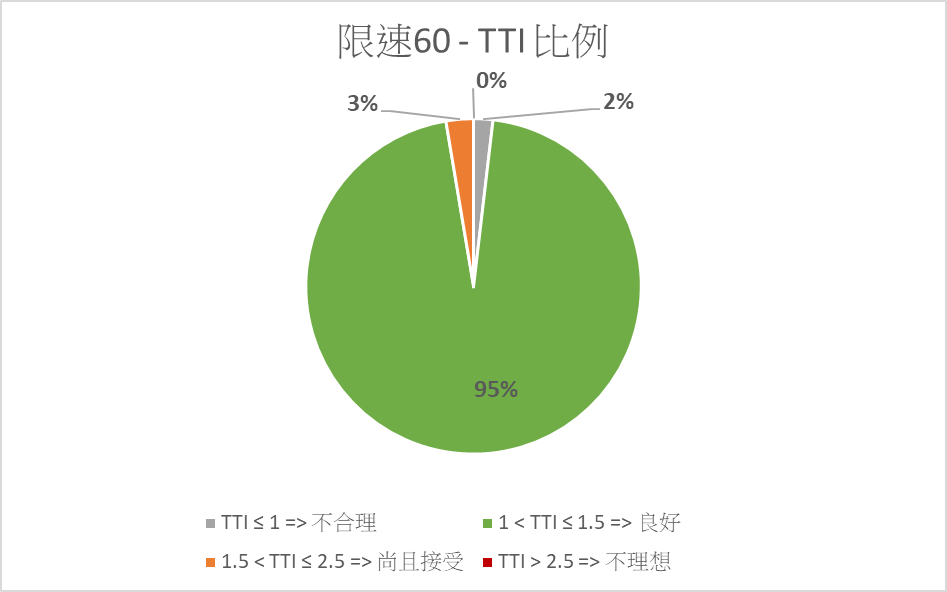 限速60 - TTI 比例
0%
3%
2%
95%
TTI ≤ 1 => 不合理
1 < TTI ≤ 1.5 => 良好
1.5 < TTI ≤ 2.5 => 尚且接受
TTI > 2.5 => 不理想